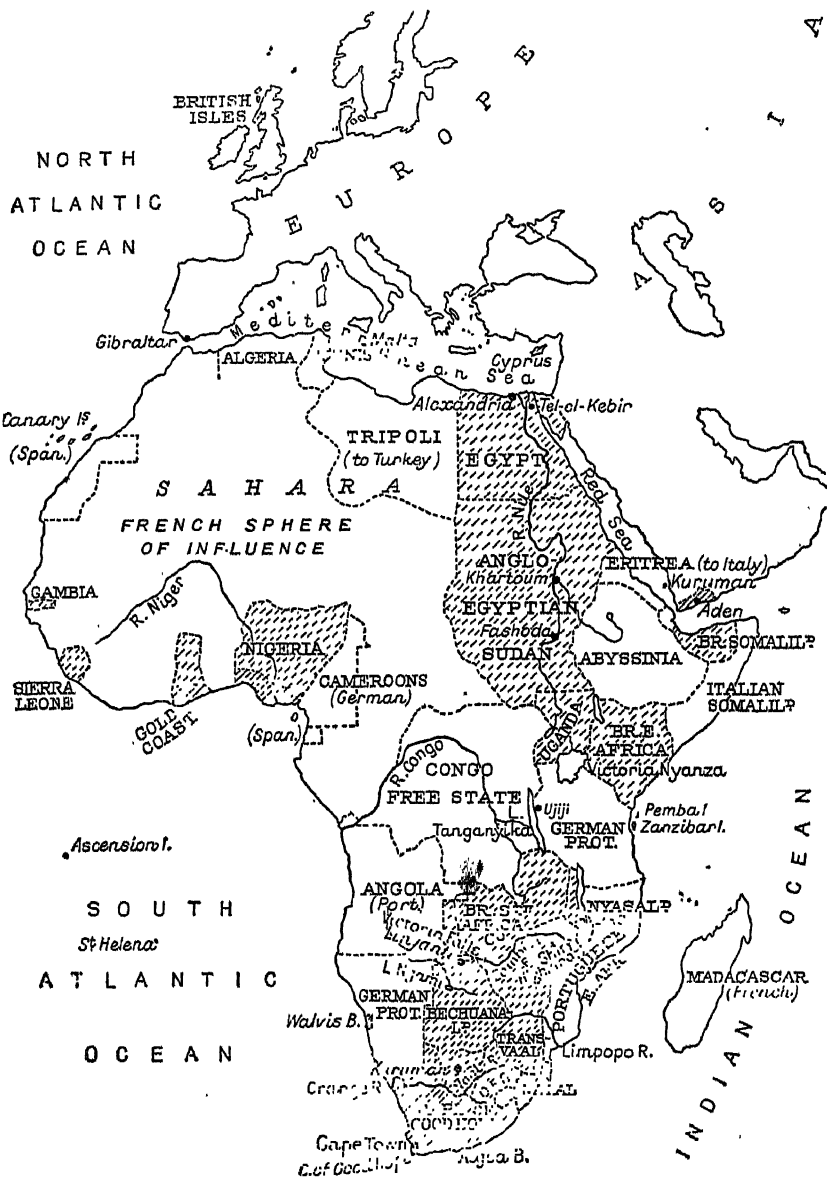 EUROPE
ASIA
BRITISH
ISLES
NORTH
ATLANTIC
OCEAN
Gibraltar
Malta
Cyprus
Sea
ALGERIA
Alexandria
Tel-el-Kebir
Canary Is
(Span.)
TRIPOLI
(to Turkey)
EGYPT
SAHARA
FRENCH SPHERE
OF INFLUENCE
Red Sea
ANGLO
Khartoum
ERITREA (to Italy)
Kuruman
Aden
GAMBIA
R. Niger
EGYPTIAN
Fashoda
SUDAN
ABYSSINIA
BR. SOMALILD
NIGERIA
SIERRA
LEONE
CAMEROONS
(German)
ITALIAN
SOMALILD
GOLD
COAST
(Span.)
UGANDA
BR. E.
AFRICA
Victoria Nyanza
R. Congo
CONGO
FREE STATE
L.
Tanganyika
Ujiji
GERMAN
PROT.
Pemba I
Zanzibar I.
Ascension I.
ANGOLA
(Port.)
NYASALD
SOUTH
ATLANTIC
OCEAN
St Helena
PORTUGUESE
MADACASCAR
(French)
INDIAN OCEAN
GERMAN
PROT.
BECHUANA-
LD
Walvis B.
TRANS-
VAAL
Limpopo R.
Orange R
Cape Town
Algoa B.